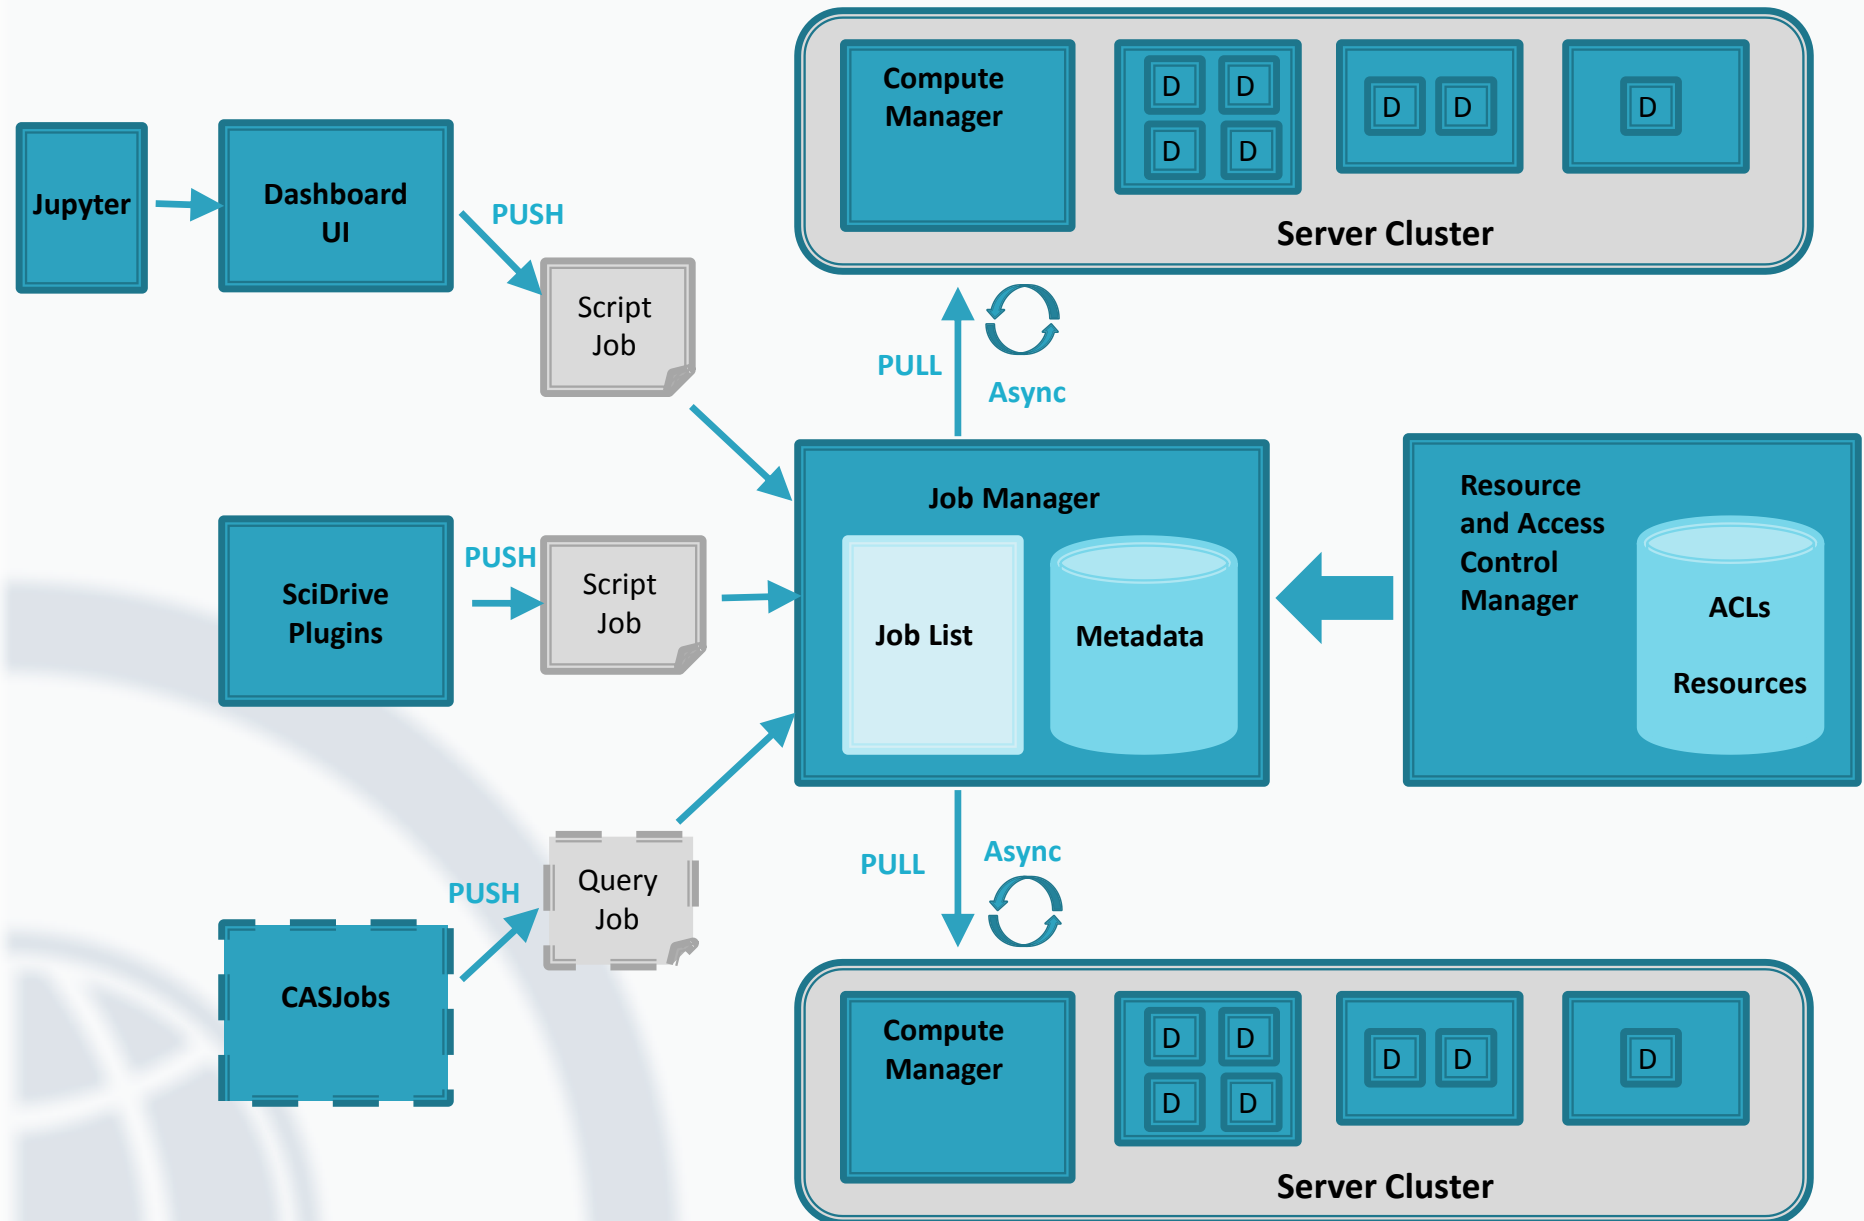 Compute
Manager
D D
D D
D D
D
Server Cluster
Jupyter
Dashboard
UI
PUSH
Script
Job
PULL
Async
Job Manager
Job List
Metadata
Resource
and Access
Control
Manager
ACLs
Resources
SciDrive
Plugins
PUSH
Script
Job
PULL
Async
PUSH
Query
Job
CASJobs
Compute
Manager
D D
D D
D D
D
Server Cluster